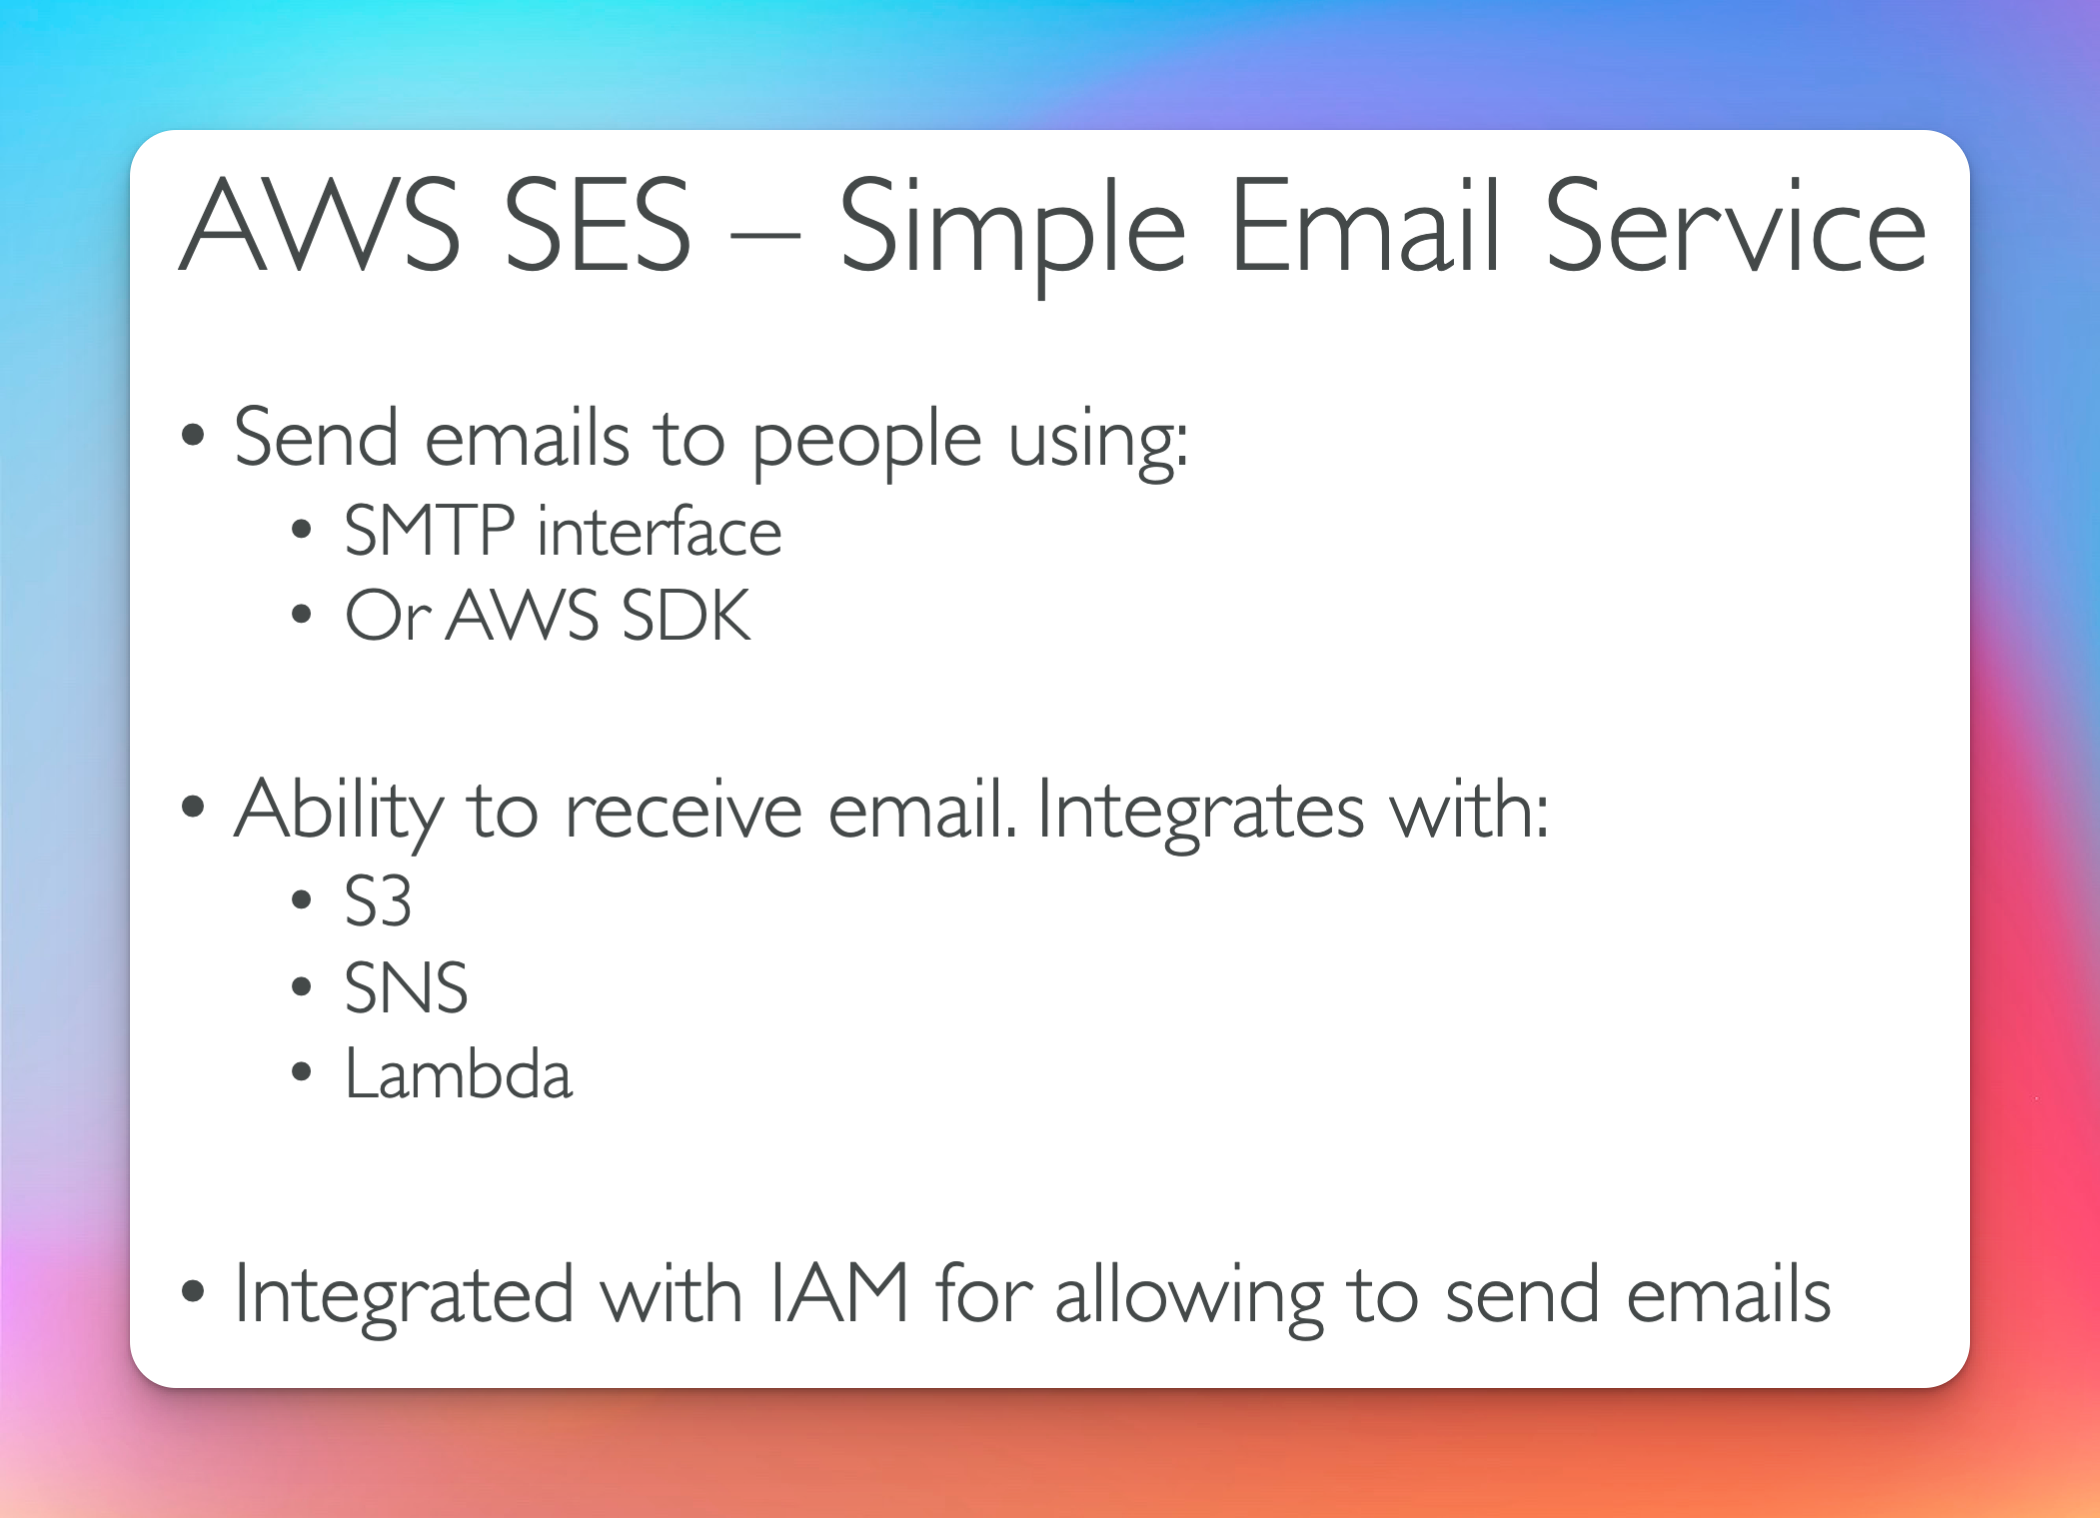 AWS SES – Simple Email Service
• Send emails to people using:
• SMTP interface
• Or AWS SDK
• Ability to receive email. Integrates with:
• S3
• SNS
• Lambda
• Integrated with IAM for allowing to send emails